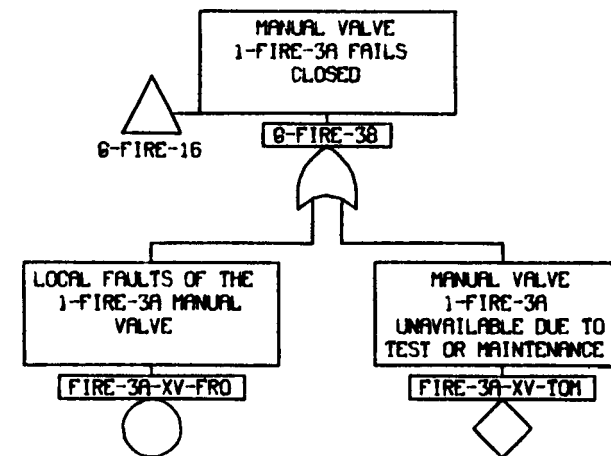 MANUAL VALVE
1-FIRE-3A FAILS
CLOSED
G-FIRE-16
G-FIRE-38
LOCAL FAULTS OF THE
1-FIRE-3A MANUAL
VALVE
FIRE-3A-XV-FRO
MANUAL VALVE
1-FIRE-3A
UNAVAILABLE DUE TO
TEST OR MAINTENANCE
FIRE-3A-XV-TOM